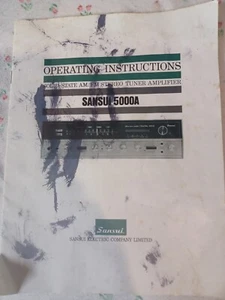 OPERATING INSTRUCTIONS
SOLID-STATE AM/FM STEREO TUNER AMPLIFIER
SANSUI 5000A
Sansui
SANSUI ELECTRIC COMPANY LIMITED